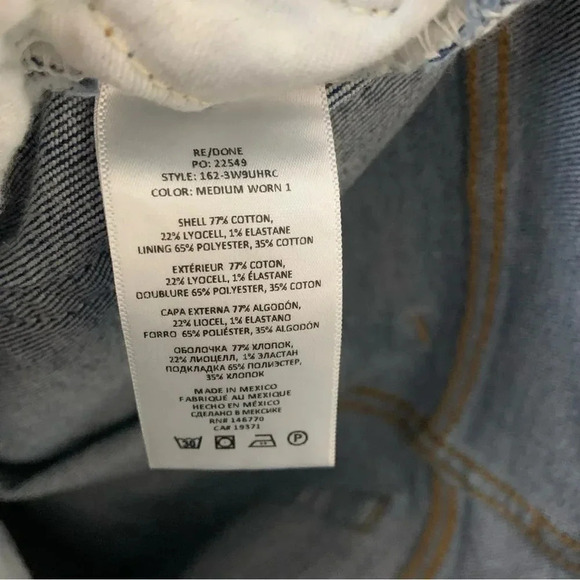 RE/DONE
PO: 22549
STYLE: 162-3W9UHRC
COLOR: MEDIUM WORN 1
SHELL 77% COTTON,
22% LYOCELL, 1% ELASTANE
LINING 65% POLYESTER, 35% COTTON
EXTÉRIEUR 77% COTON,
22% LYOCELL, 1% ÉLASTANE
DOUBLURE 65% POLYESTER, 35% COTON
CAPA EXTERNA 77% ALGODÓN,
22% LIOCEL, 1% ELASTANO
FORRO 65% POLIÉSTER, 35% ALGODÓN
ОБОЛОЧКА 77% ХЛОПОК,
22% ЛИОЦЕЛЛ, 1% ЭЛАСТАН
ПОДКЛАДКА 65% ПОЛИЭСТЕР,
35% ХЛОПОК
MADE IN MEXICO
FABRIQUÉ AU MEXIQUE
HECHO EN MÉXICO
СДЕЛАНО В МЕКСИКЕ
RN# 146770
CA# 19371
30 P